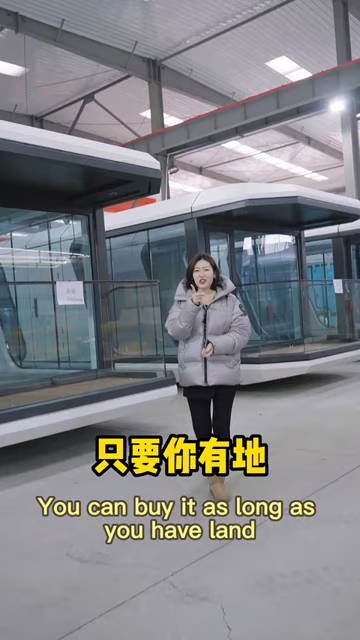 只要你有地
You can buy it as long as
you have land